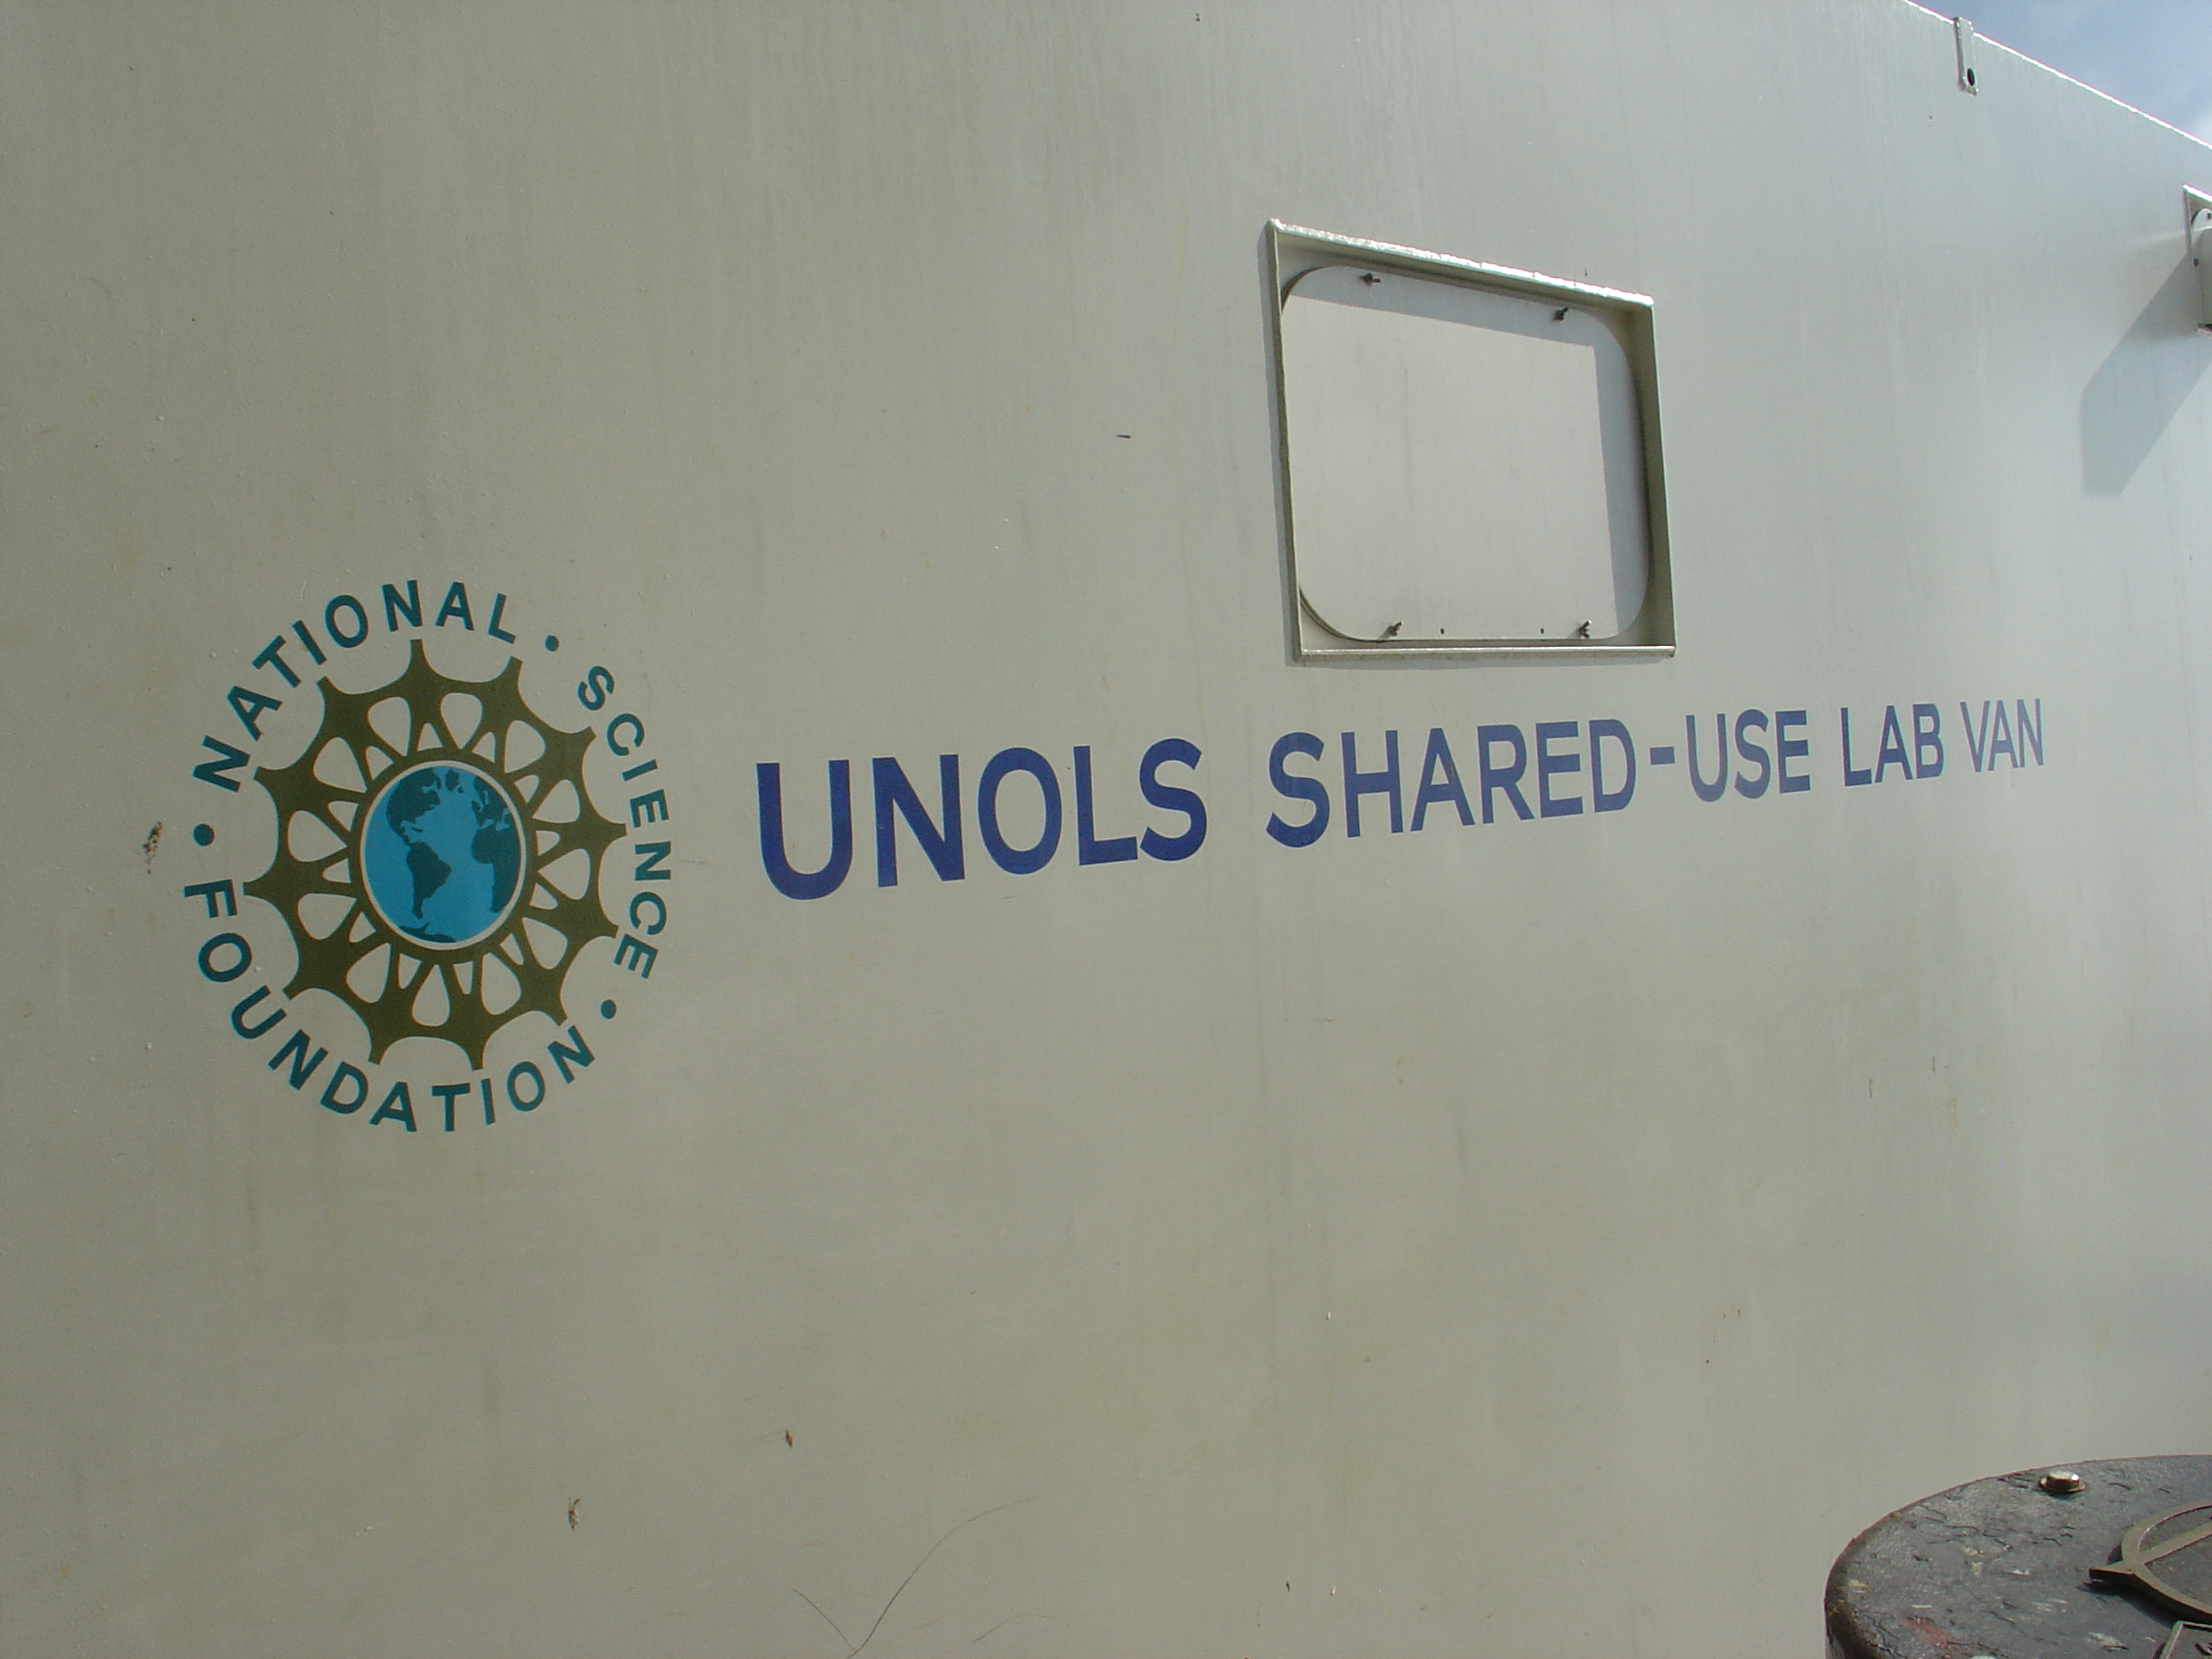 NATIONAL • SCIENCE • FOUNDATION •
UNOLS SHARED-USE LAB VAN